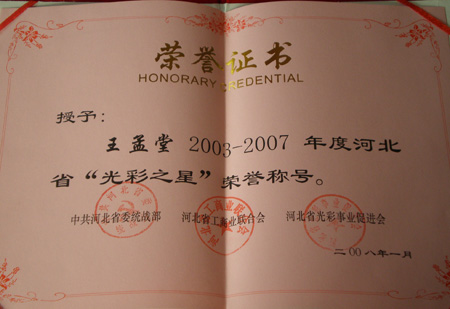 荣誉证书
HONORARY CREDENTIAL
授予：
王孟堂 2003-2007 年度河北
省“光彩之星”荣誉称号。
中共河北省委统战部 河北省工商业联合会 河北省光彩事业促进会
二〇〇八年一月